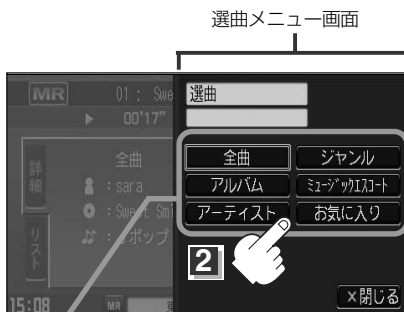 選曲メニュー画面
MR 01: Swe 選曲
00'17"
詳細
全曲
: sara
: Sweet Smi
: Jポップ
リスト
全曲 ジャンル
アルバム ミュージックエスコート
アーティスト お気に入り
2
15:08 MR
×閉じる